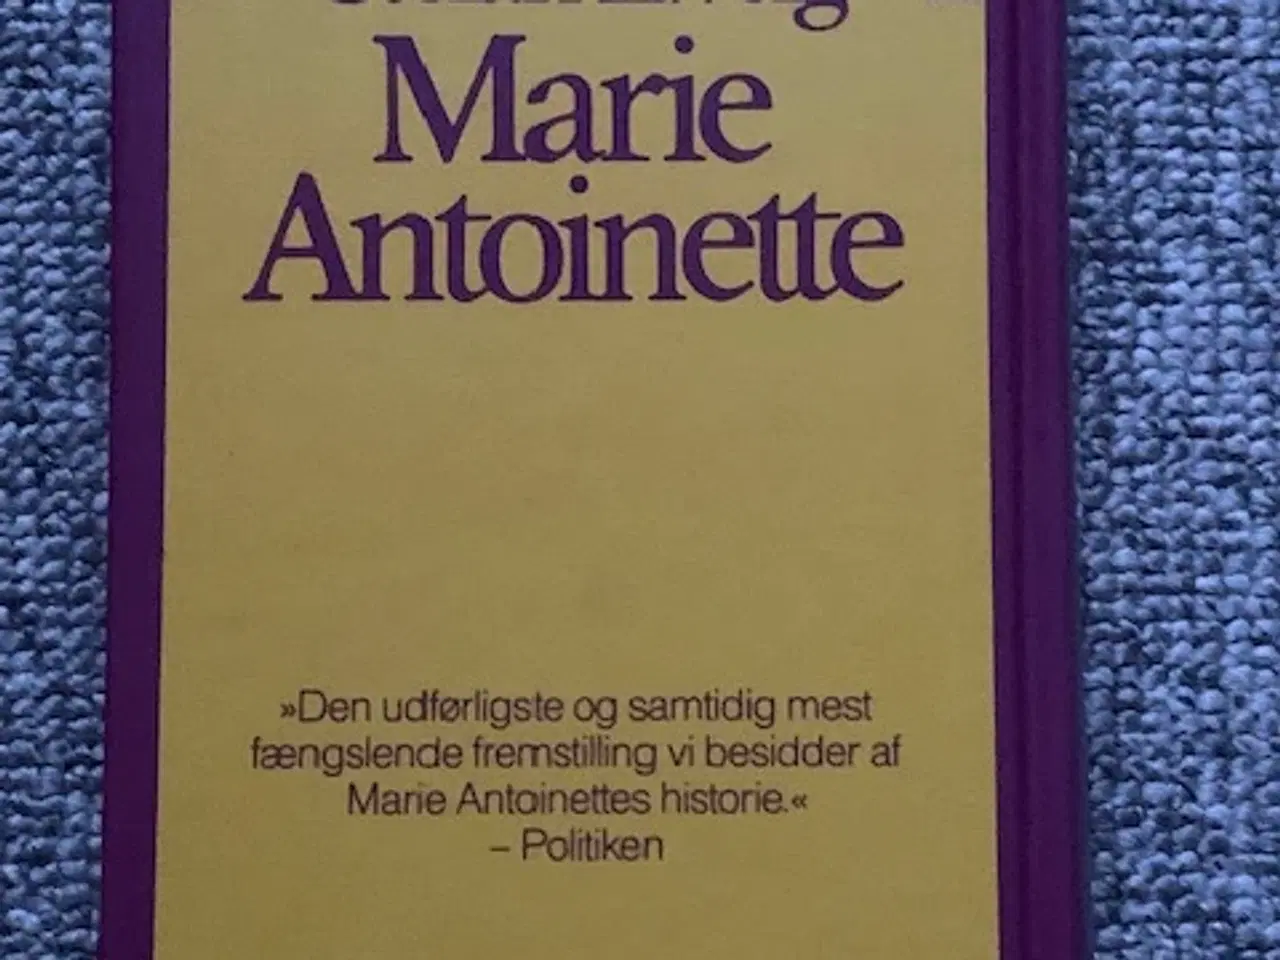 Marie
Antoinette
»Den udførligste og samtidig mest
fængslende fremstilling vi besidder af
Marie Antoinettes historie.«
– Politiken